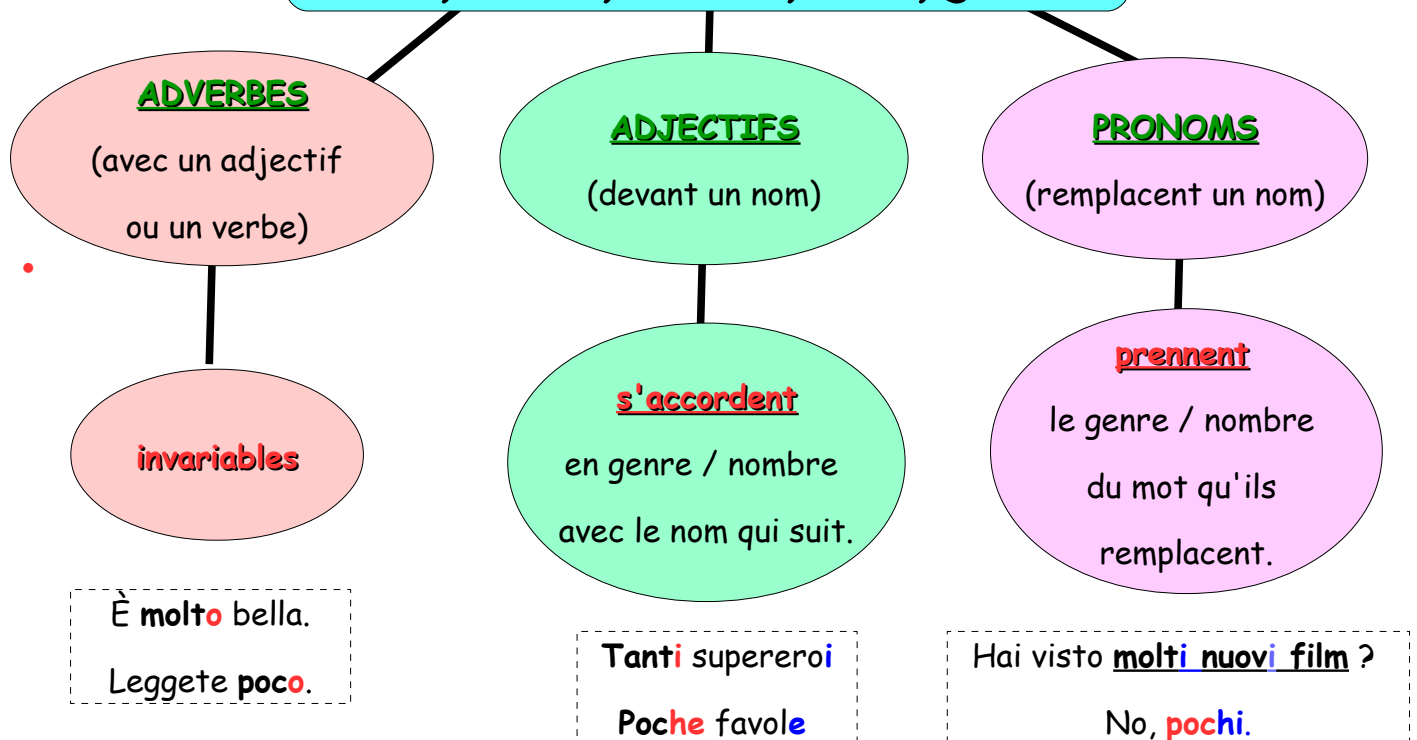 ADVERBES
(avec un adjectif
ou un verbe)
ADJECTIFS
(devant un nom)
PRONOMS
(remplacent un nom)
invariables
s'accordent
en genre / nombre
avec le nom qui suit.
prennent
le genre / nombre
du mot qu'ils
remplacent.
È molto bella.
Leggete poco.
Tanti supereroi
Poche favole
Hai visto molti nuovi film ?
No, pochi.